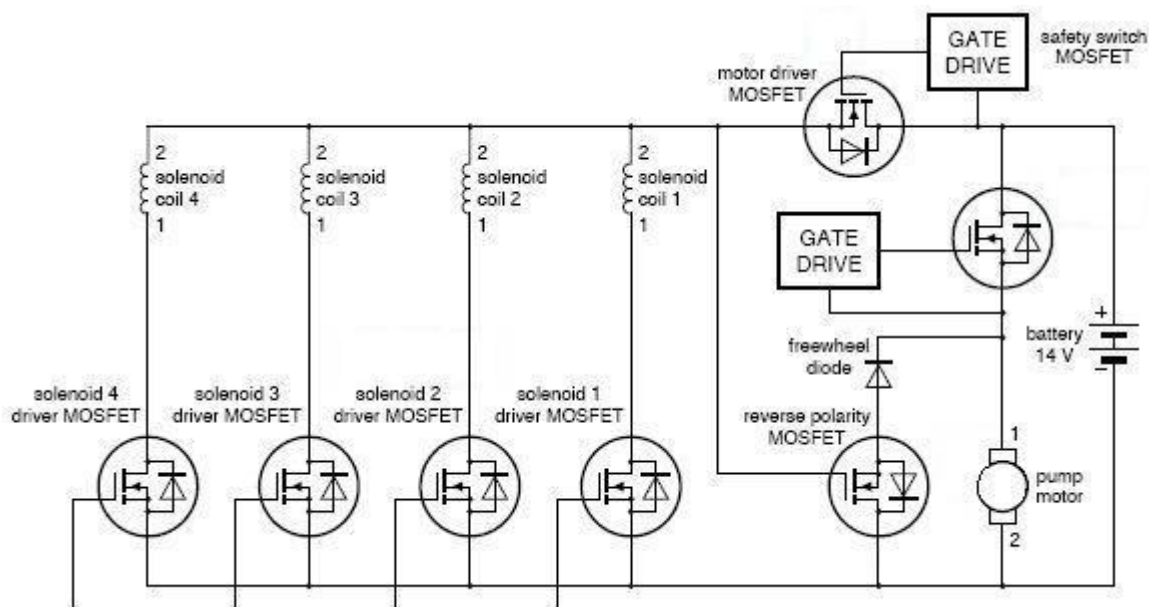 GATE
DRIVE
safety switch
MOSFET
motor driver
MOSFET
2
solenoid
coil 4
1
2
solenoid
coil 3
1
2
solenoid
coil 2
1
2
solenoid
coil 1
1
GATE
DRIVE
+
battery
14 V
−
freewheel
diode
solenoid 4
driver MOSFET
solenoid 3
driver MOSFET
solenoid 2
driver MOSFET
solenoid 1
driver MOSFET
reverse polarity
MOSFET
1
pump
motor
2